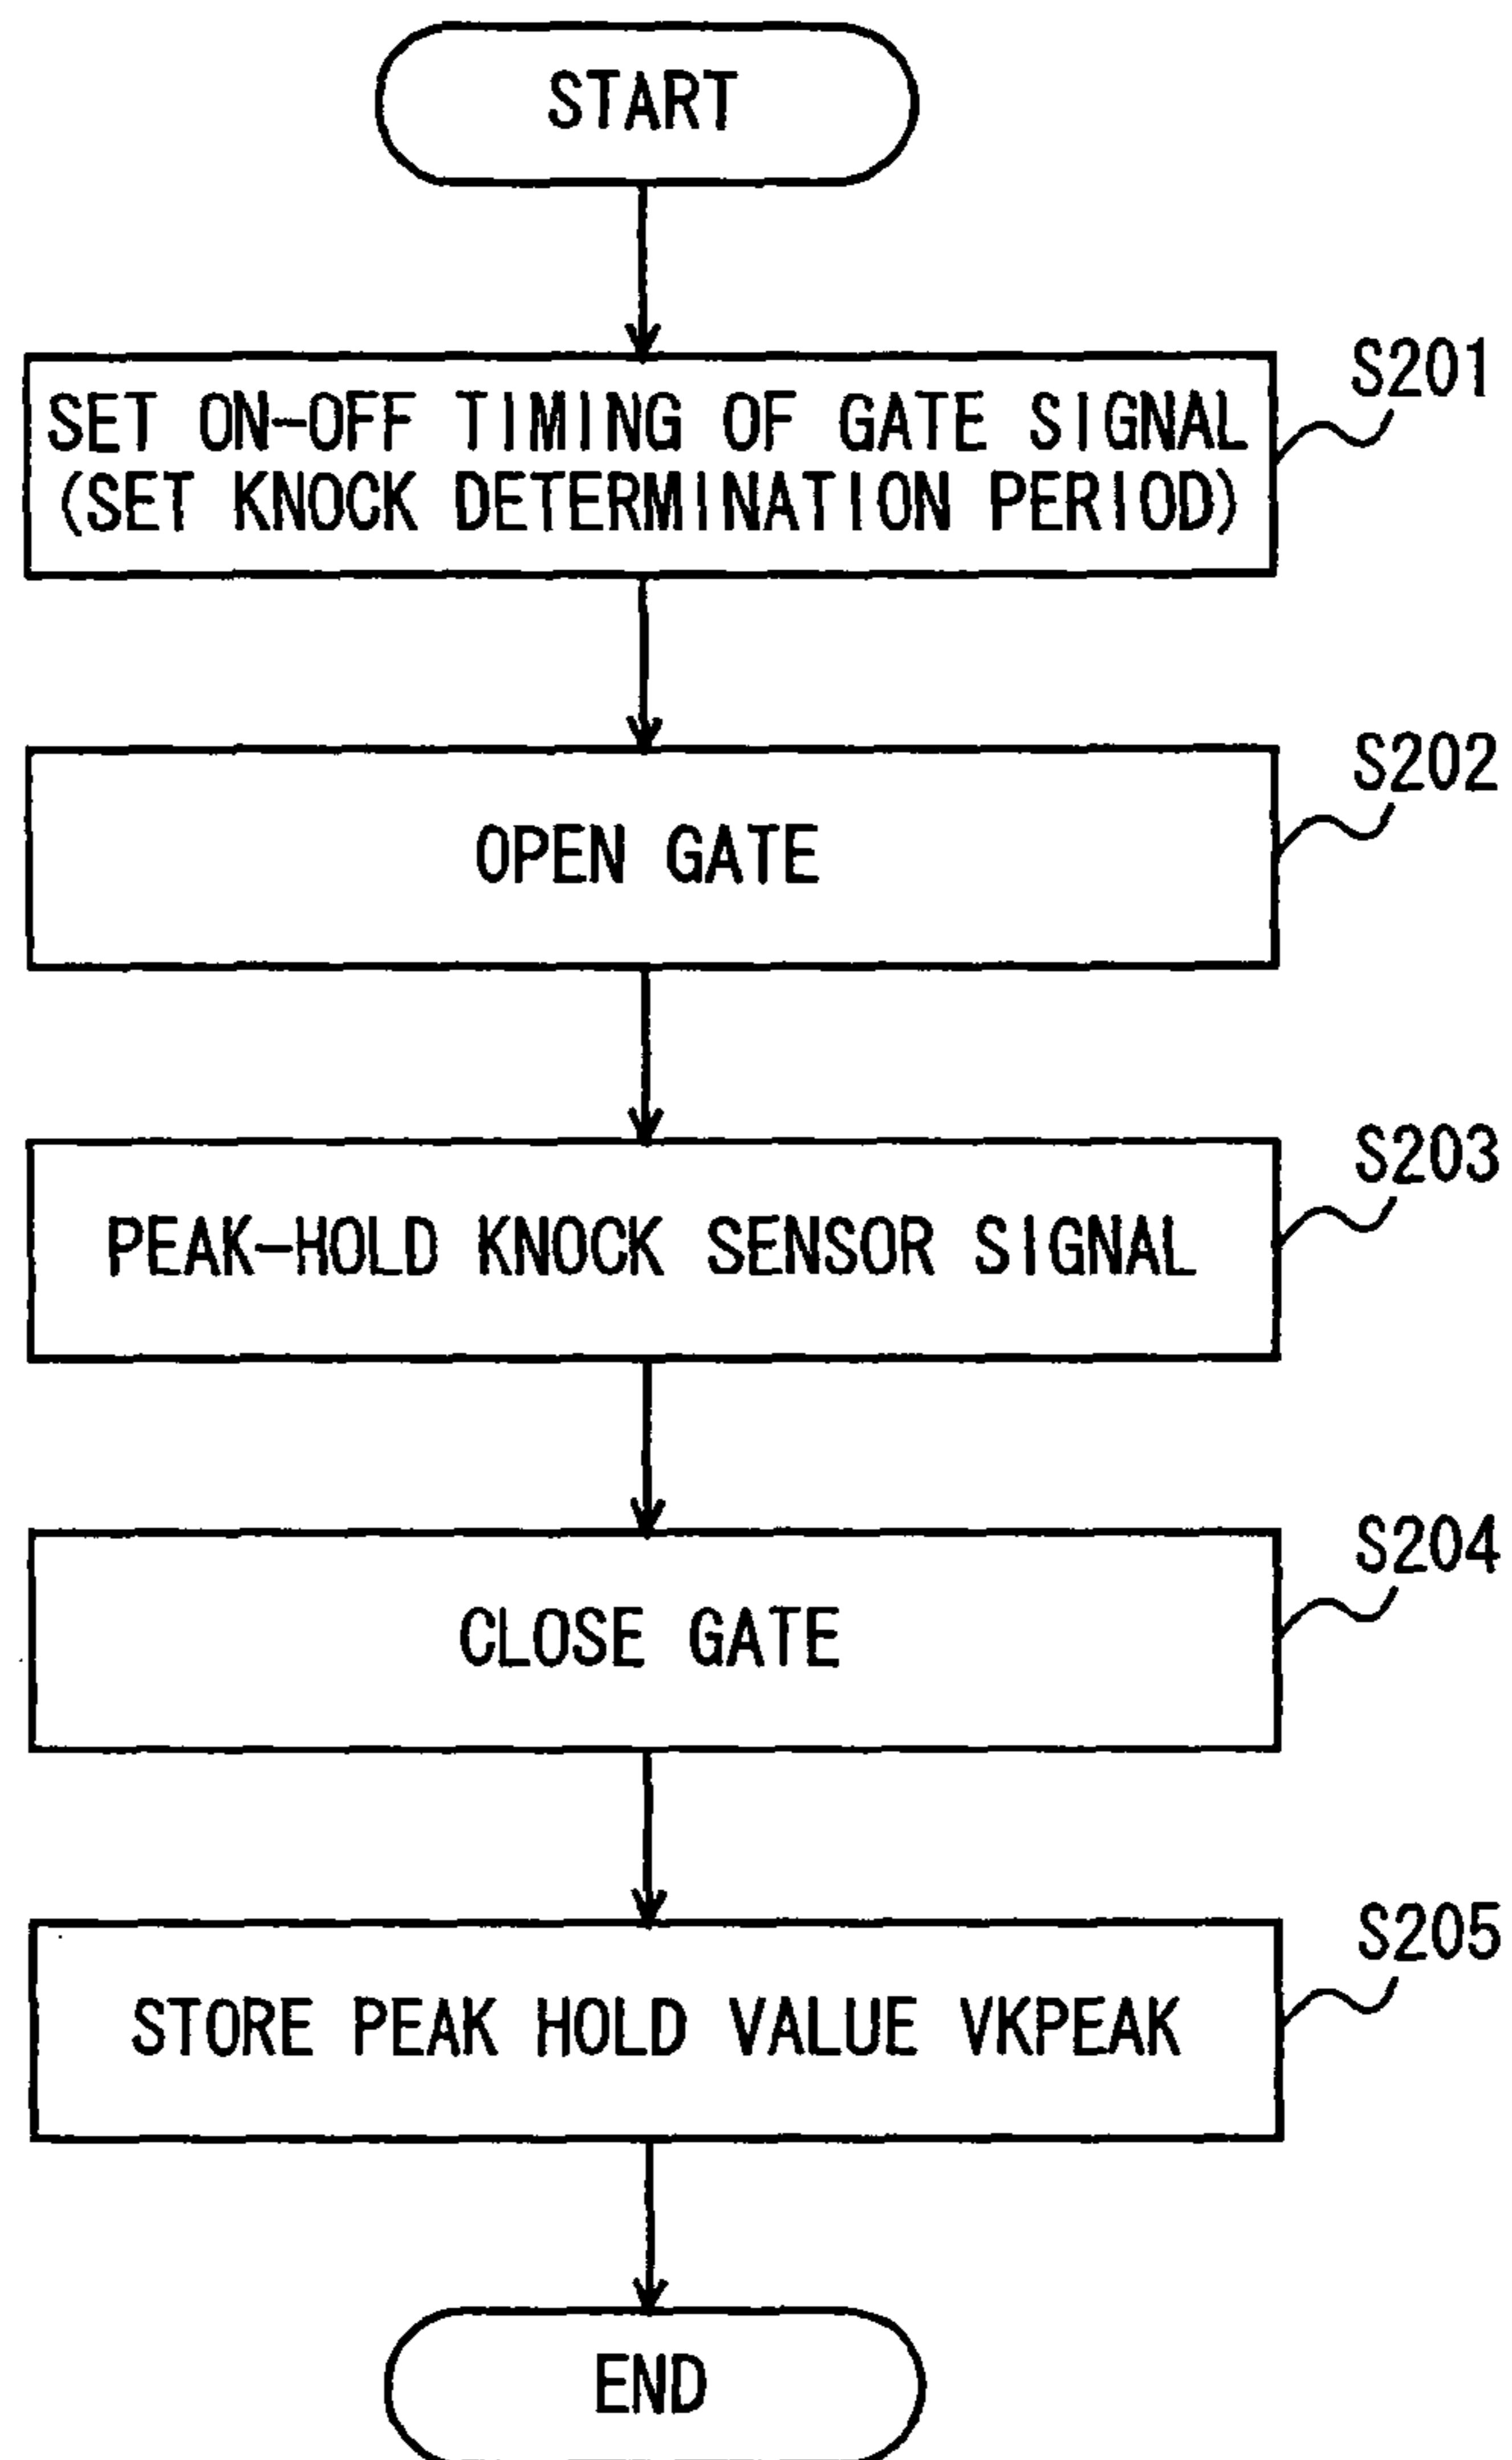 START
S201
SET ON-OFF TIMING OF GATE SIGNAL
(SET KNOCK DETERMINATION PERIOD)
S202
OPEN GATE
S203
PEAK-HOLD KNOCK SENSOR SIGNAL
S204
CLOSE GATE
S205
STORE PEAK HOLD VALUE VKPEAK
END